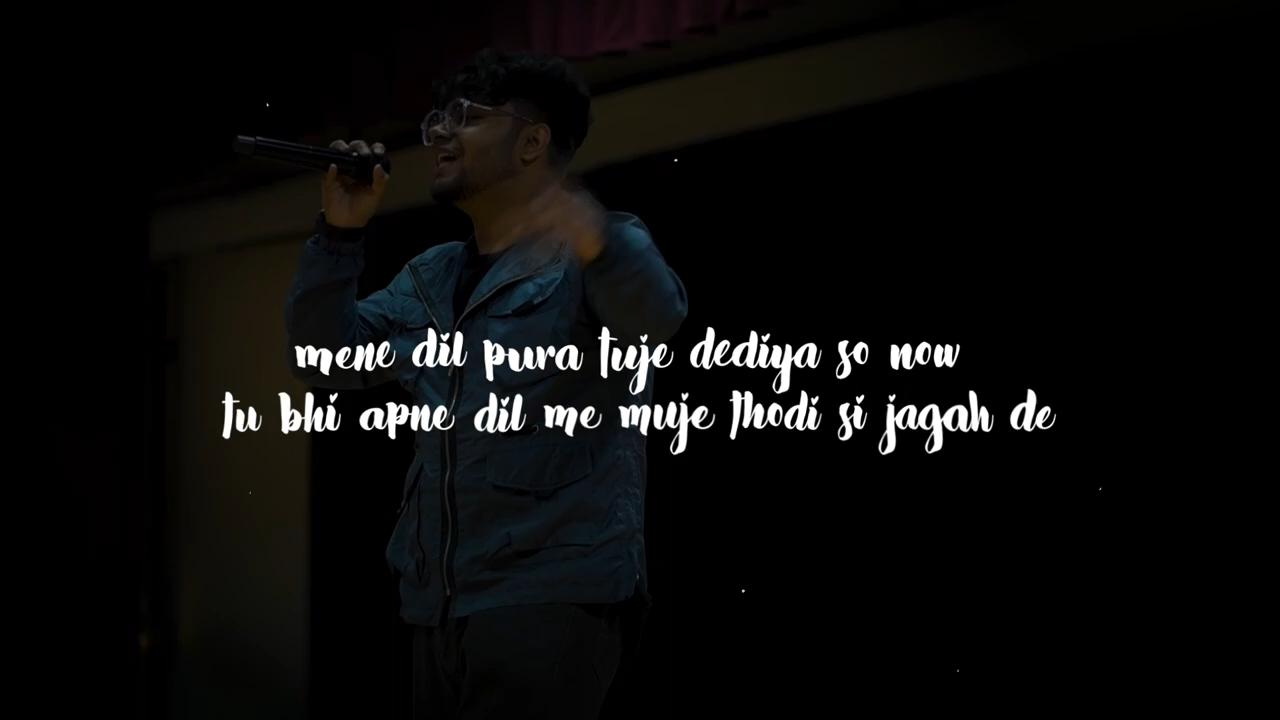 mene dil pura tuje dediya so now
tu bhi apne dil me muje thodi si jagah de